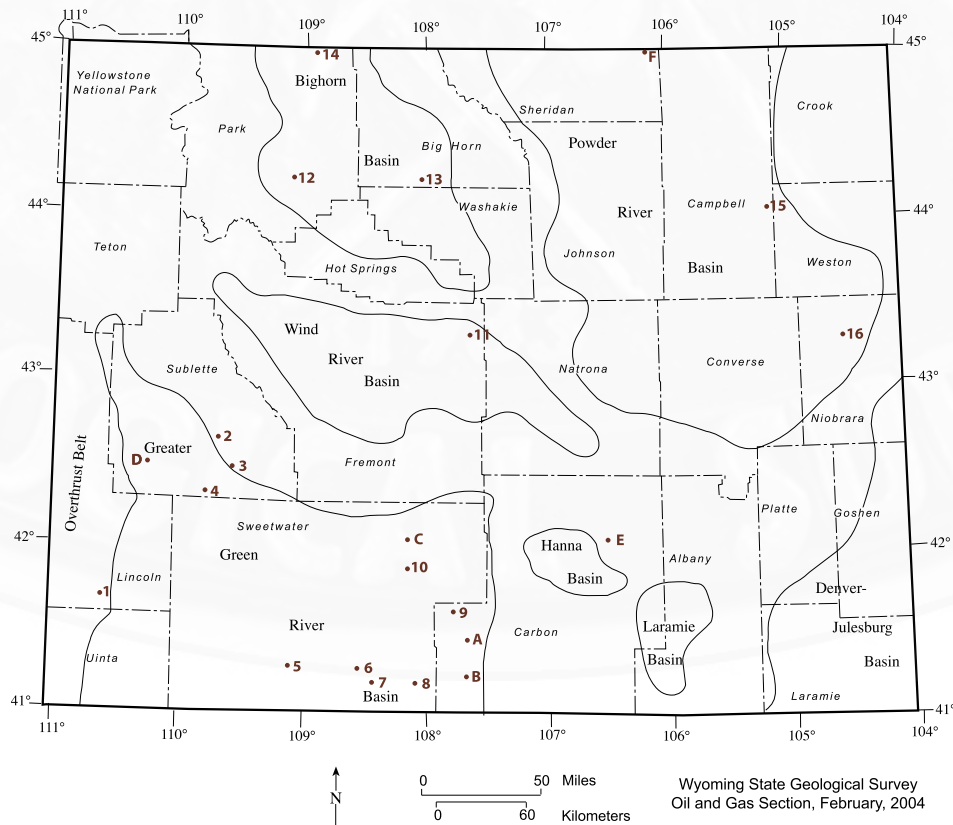 111° 110° 109° 108° 107° 106° 105° 104°
45° 45°
14 F
Bighorn
Yellowstone
National Park
Sheridan Crook
Park Powder
Big Horn
Basin
12 13
44° 44°
Washakie River Campbell 15
Teton
Johnson Weston
Hot Springs Basin
Wind 11 16
River
Sublette Natrona Converse
43° 43°
Basin
Niobrara
2
Greater
D 3 Fremont
Overthrust Belt
4
Platte Goshen
Sweetwater
42° C Hanna E 42°
Green
10 Albany
Lincoln Basin
1 Denver-
9
River A Carbon Laramie Julesburg
Uinta Basin Basin
5 6
7 8 B
Basin Laramie
41° 41°
111° 110° 109° 108° 107° 106° 105° 104°
0 50 Miles
N
0 60 Kilometers
Wyoming State Geological Survey
Oil and Gas Section, February, 2004